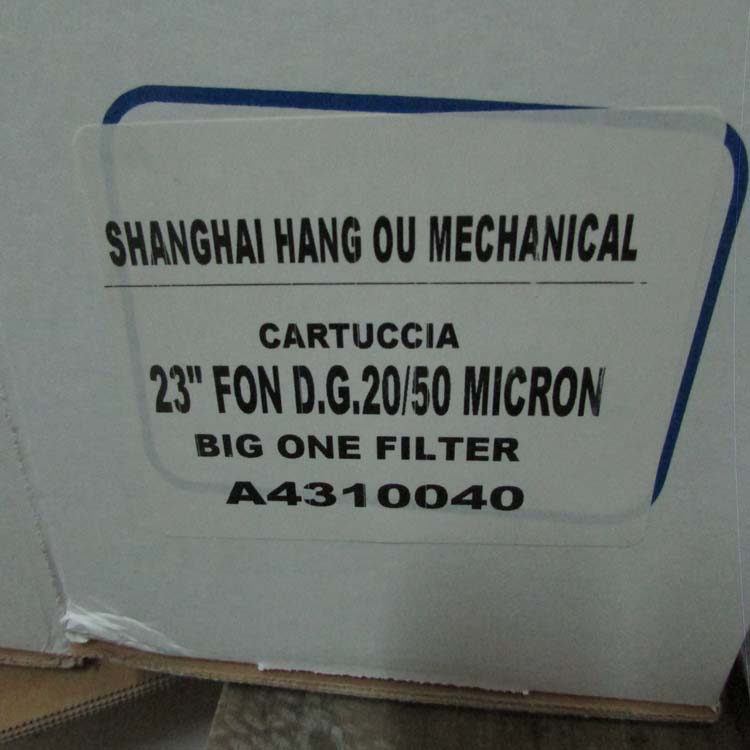 SHANGHAI HANG OU MECHANICAL
CARTUCCIA
23" FON D.G.20/50 MICRON
BIG ONE FILTER
A4310040